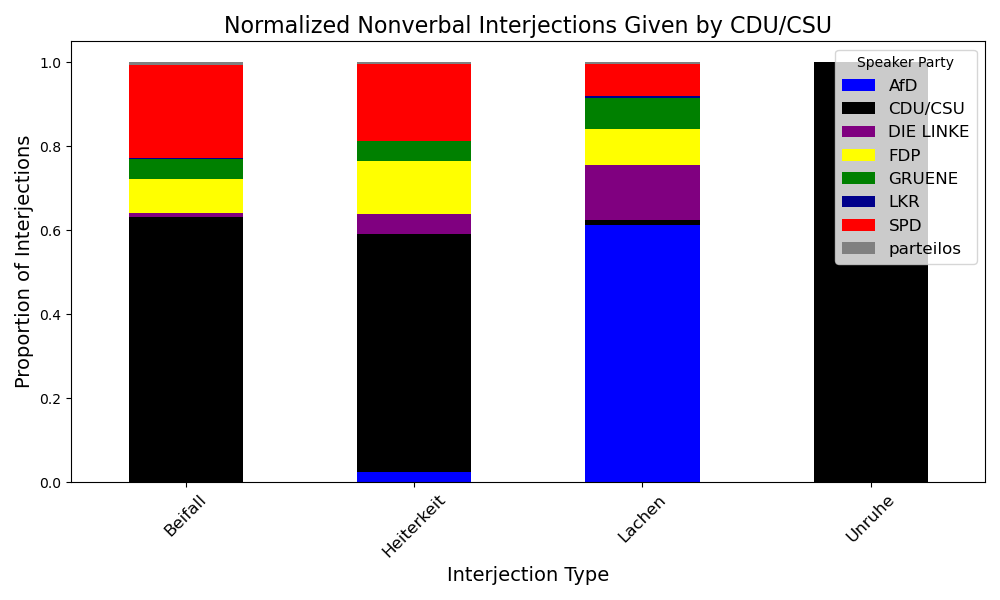 Normalized Nonverbal Interjections Given by CDU/CSU
Proportion of Interjections
1.0
0.8
0.6
0.4
0.2
0.0
Speaker Party
AfD
CDU/CSU
DIE LINKE
FDP
GRUENE
LKR
SPD
parteilos
Beifall
Heiterkeit
Lachen
Unruhe
Interjection Type